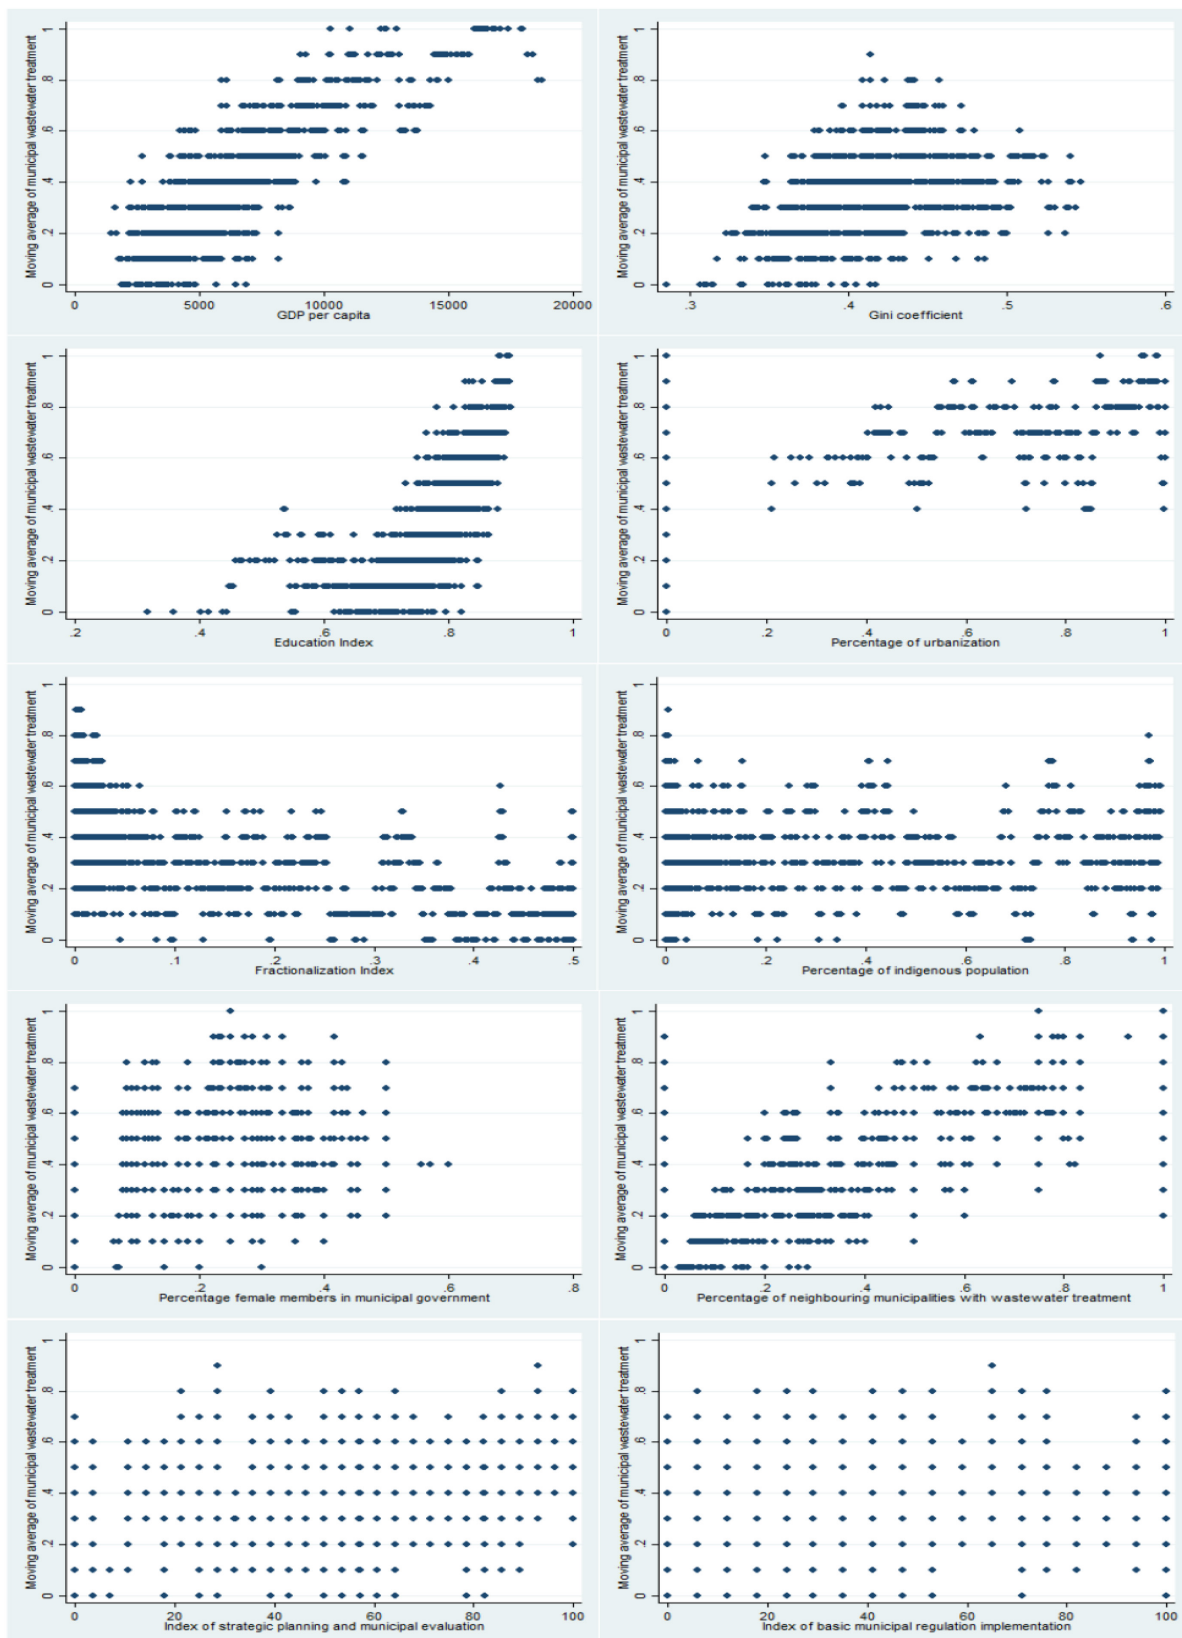 Moving average of municipal wastewater treatment
0 .2 .4 .6 .8 1
0 5000 10000 15000 20000
GDP per capita
Moving average of municipal wastewater treatment
0 .2 .4 .6 .8 1
.3 .4 .5 .6
Gini coefficient
Moving average of municipal wastewater treatment
0 .2 .4 .6 .8 1
.2 .4 .6 .8 1
Education Index
Moving average of municipal wastewater treatment
0 .2 .4 .6 .8 1
0 .2 .4 .6 .8 1
Percentage of urbanization
Moving average of municipal wastewater treatment
0 .2 .4 .6 .8 1
0 .1 .2 .3 .4 .5
Fractionalization Index
Moving average of municipal wastewater treatment
0 .2 .4 .6 .8 1
0 .2 .4 .6 .8 1
Percentage of indigenous population
Moving average of municipal wastewater treatment
0 .2 .4 .6 .8 1
0 .2 .4 .6 .8
Percentage female members in municipal government
Moving average of municipal wastewater treatment
0 .2 .4 .6 .8 1
0 .2 .4 .6 .8 1
Percentage of neighbouring municipalities with wastewater treatment
Moving average of municipal wastewater treatment
0 .2 .4 .6 .8 1
0 20 40 60 80 100
Index of strategic planning and municipal evaluation
Moving average of municipal wastewater treatment
0 .2 .4 .6 .8 1
0 20 40 60 80 100
Index of basic municipal regulation implementation